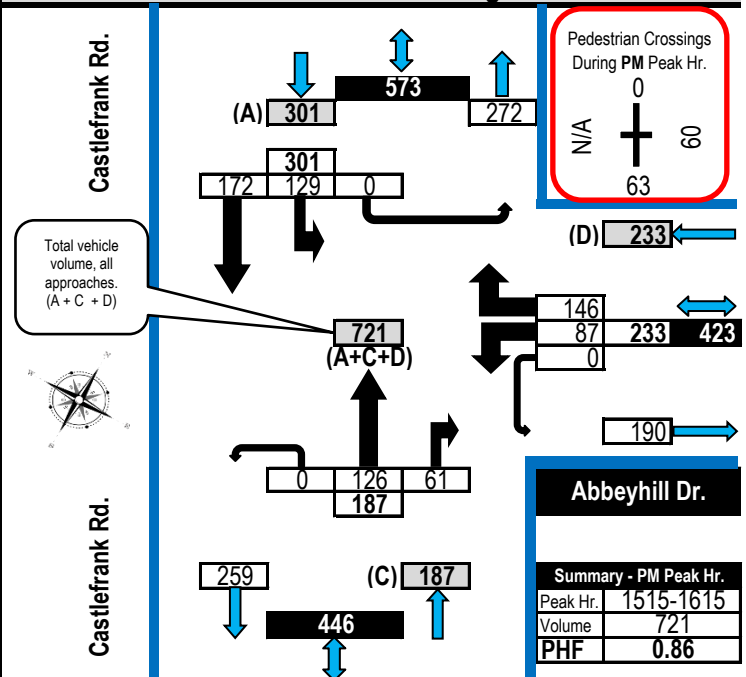 Castlefrank Rd.
573
(A) 301
272
Pedestrian Crossings
During PM Peak Hr.
0
N/A
60
63
301
172 129 0
(D) 233
Total vehicle
volume, all
approaches.
(A + C + D)
721
(A+C+D)
146
87 233 423
0
190
0 126 61
187
Castlefrank Rd.
259
(C) 187
446
Abbeyhill Dr.
Summary - PM Peak Hr.
Peak Hr. 1515-1615
Volume 721
PHF 0.86